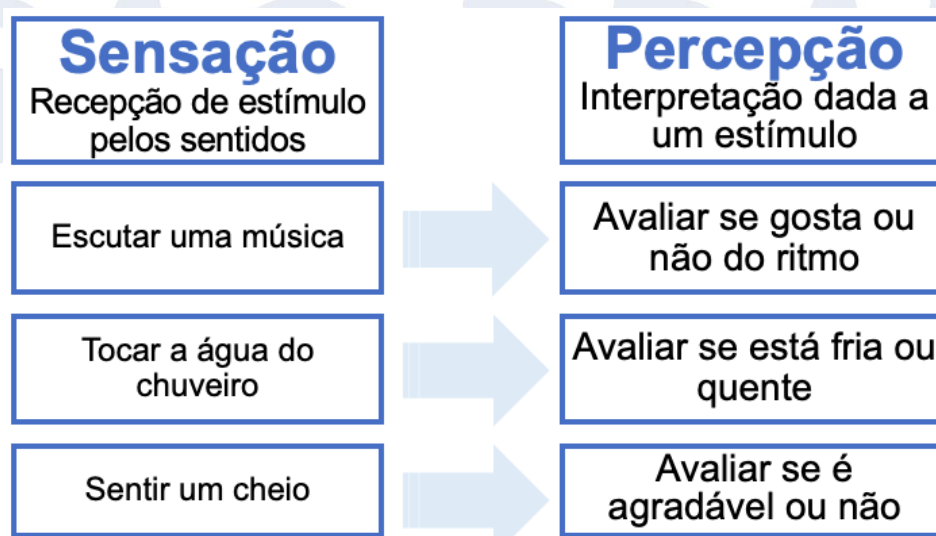 Sensação
Recepção de estímulo
pelos sentidos
Percepção
Interpretação dada a
um estímulo
Escutar uma música
Avaliar se gosta ou
não do ritmo
Tocar a água do
chuveiro
Avaliar se está fria ou
quente
Sentir um cheio
Avaliar se é
agradável ou não